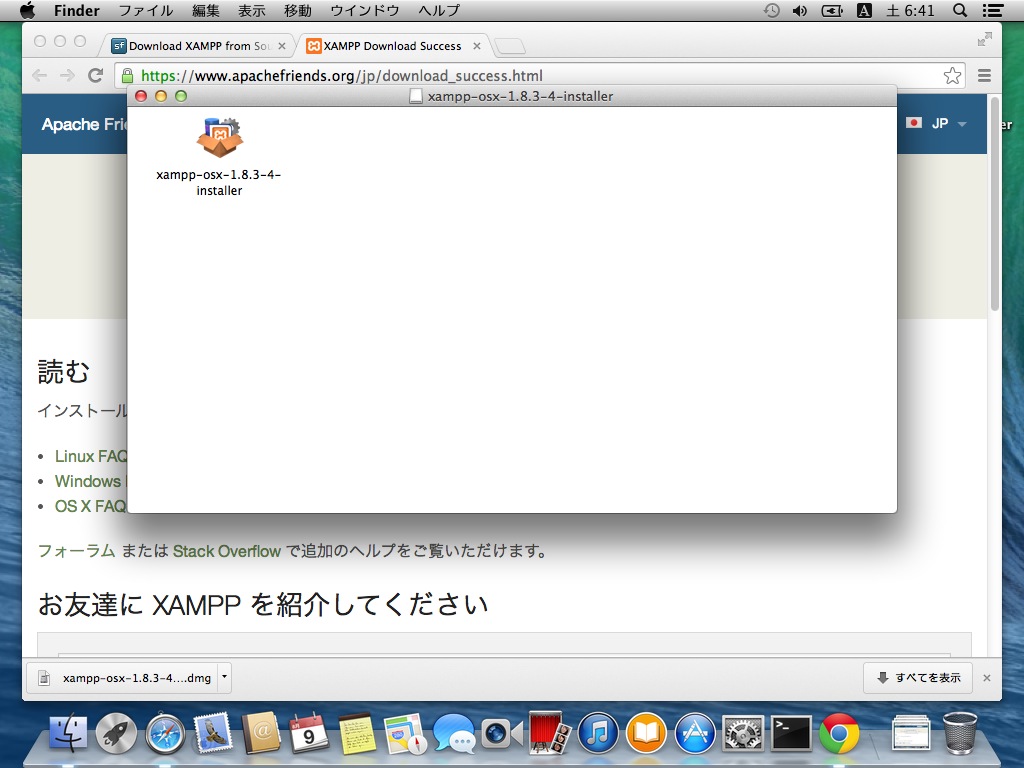 Finder ファイル 編集 表示 移動 ウインドウ ヘルプ A 土 6:41
Download XAMPP from Sou
XAMPP Download Success
https://www.apachefriends.org/jp/download_success.html
xampp-osx-1.8.3-4-installer
Apache Frie
JP
er
xampp-osx-1.8.3-4-
installer
読む
インストール
Linux FAQ
Windows
OS X FAQ
フォーラム または Stack Overflow で追加のヘルプをご覧いただけます。
お友達に XAMPP を紹介してください
xampp-osx-1.8.3-4....dmg
すべてを表示
9